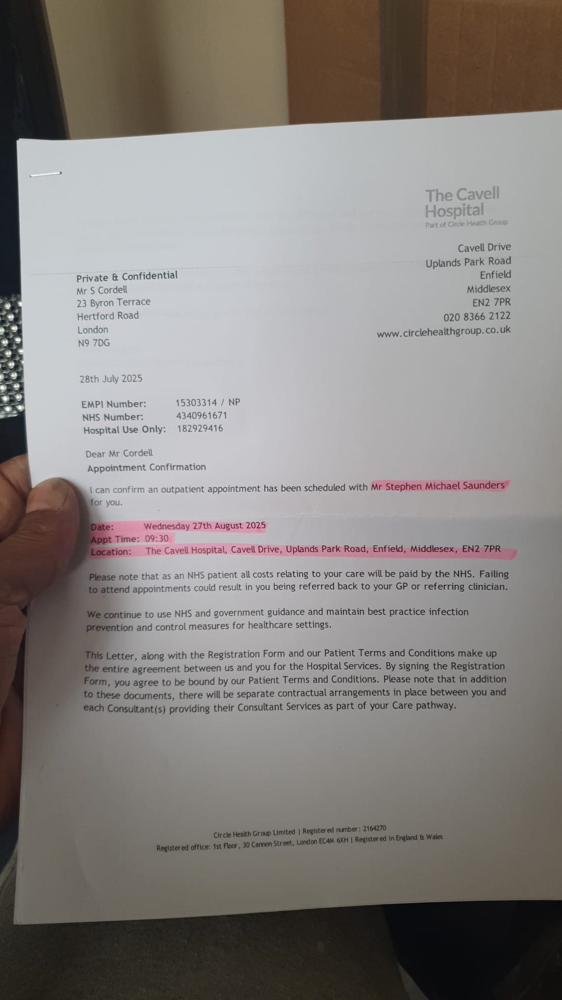 The Cavell
Hospital
Part of Circle Health Group
Cavell Drive
Uplands Park Road
Enfield
Middlesex
EN2 7PR
020 8366 2122
www.circlehealthgroup.co.uk
Private & Confidential
Mr S Cordell
23 Byron Terrace
Hertford Road
London
N9 7DG
28th July 2025
EMPI Number: 15303314 / NP
NHS Number: 4340961671
Hospital Use Only: 182929416
Dear Mr Cordell
Appointment Confirmation
I can confirm an outpatient appointment has been scheduled with Mr Stephen Michael Saunders
for you.
Date: Wednesday 27th August 2025
Appt Time: 09:30
Location: The Cavell Hospital, Cavell Drive, Uplands Park Road, Enfield, Middlesex, EN2 7PR
Please note that as an NHS patient all costs relating to your care will be paid by the NHS. Failing
to attend appointments could result in you being referred back to your GP or referring clinician.
We continue to use NHS and government guidance and maintain best practice infection
prevention and control measures for healthcare settings.
This Letter, along with the Registration Form and our Patient Terms and Conditions make up
the entire agreement between us and you for the Hospital Services. By signing the Registration
Form, you agree to be bound by our Patient Terms and Conditions. Please note that in addition
to these documents, there will be separate contractual arrangements in place between you and
each Consultant(s) providing their Consultant Services as part of your Care pathway.
Circle Health Group Limited | Registered number: 2164270
Registered office: 1st Floor, 30 Cannon Street, London EC4M 6XH | Registered in England & Wales